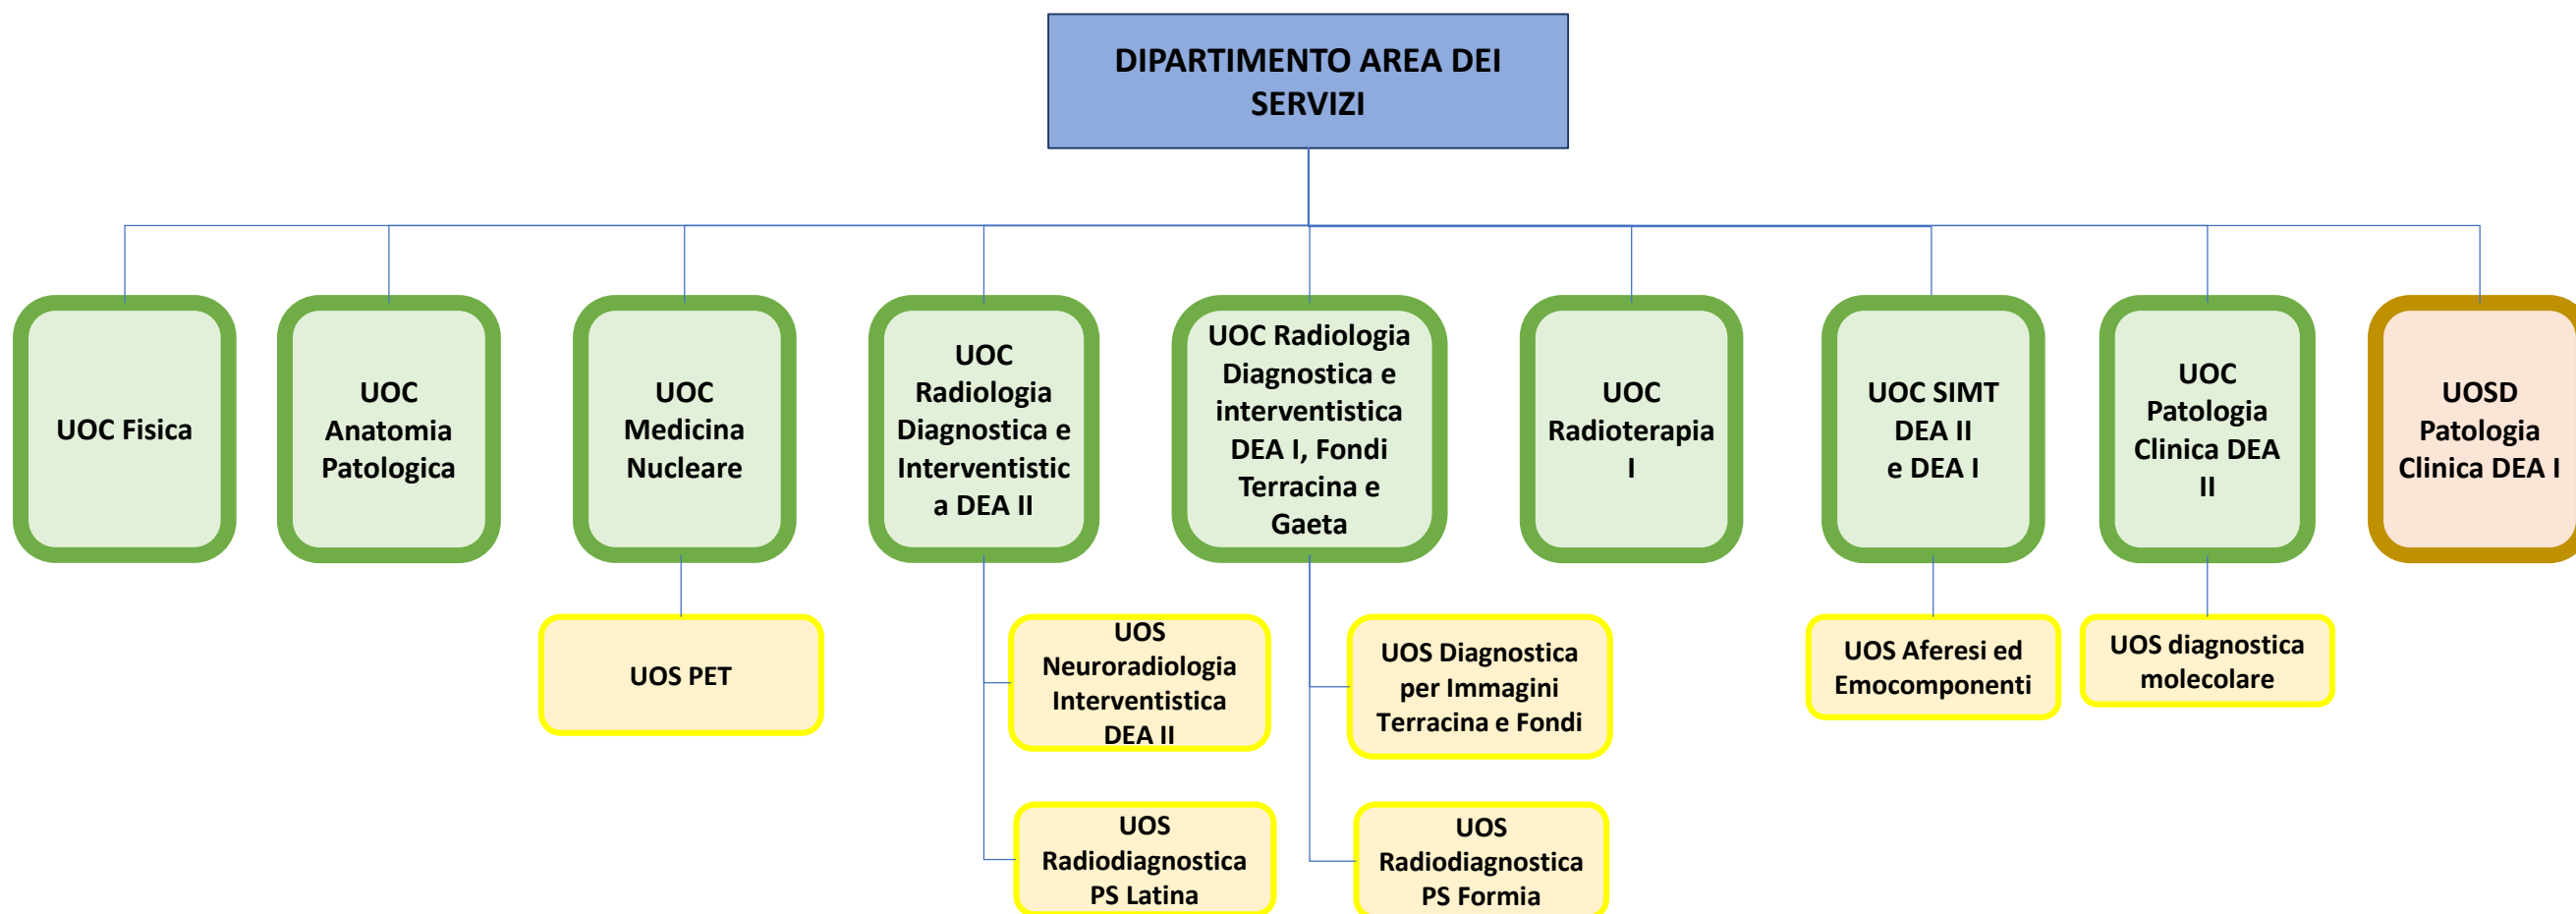 DIPARTIMENTO AREA DEI
SERVIZI
UOC Fisica
UOC
Anatomia
Patologica
UOC
Medicina
Nucleare
UOC
Radiologia
Diagnostica e
Interventistic
a DEA II
UOC Radiologia
Diagnostica e
interventistica
DEA I, Fondi
Terracina e
Gaeta
UOC
Radioterapia
I
UOC SIMT
DEA II
e DEA I
UOC
Patologia
Clinica DEA
II
UOSD
Patologia
Clinica DEA I
UOS PET
UOS
Neuroradiologia
Interventistica
DEA II
UOS Diagnostica
per Immagini
Terracina e Fondi
UOS Aferesi ed
Emocomponenti
UOS diagnostica
molecolare
UOS
Radiodiagnostica
PS Latina
UOS
Radiodiagnostica
PS Formia